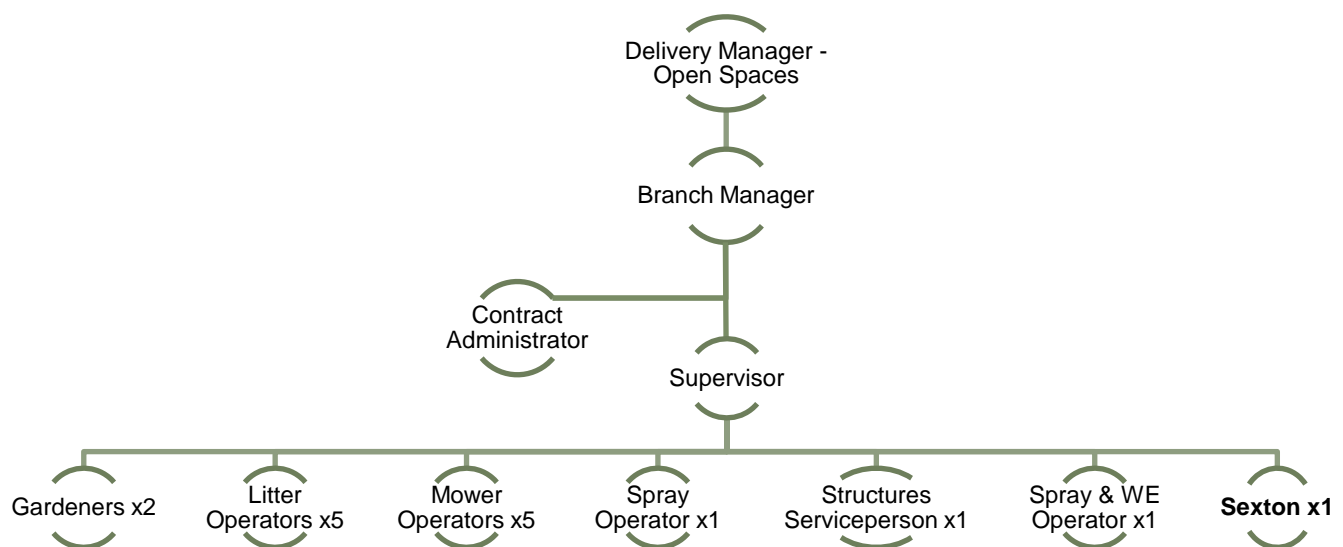 Delivery Manager -
Open Spaces
Branch Manager
Contract
Administrator
Supervisor
Gardeners x2
Litter
Operators x5
Mower
Operators x5
Spray
Operator x1
Structures
Serviceperson x1
Spray & WE
Operator x1
Sexton x1